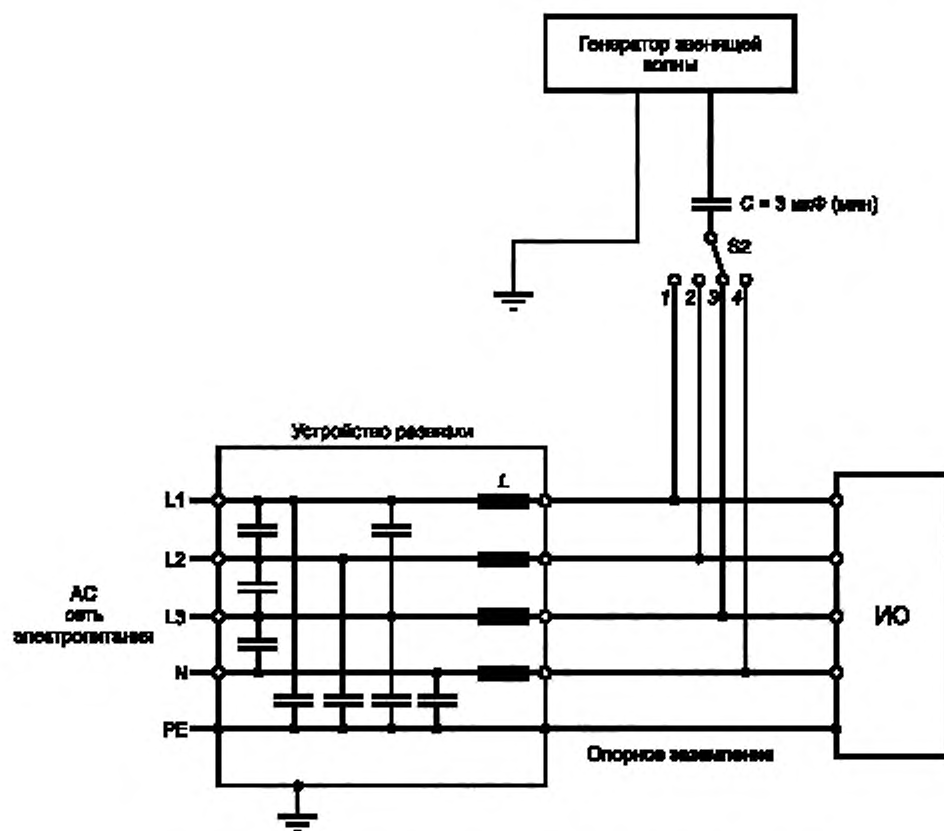 Генератор звенящей
волны
C = 3 мкФ (мин)
S2
1 2 3 4
Устройство развязки
L
L1
L2
L3
N
PE
АС
сеть
электропитания
ИО
Опорное заземление